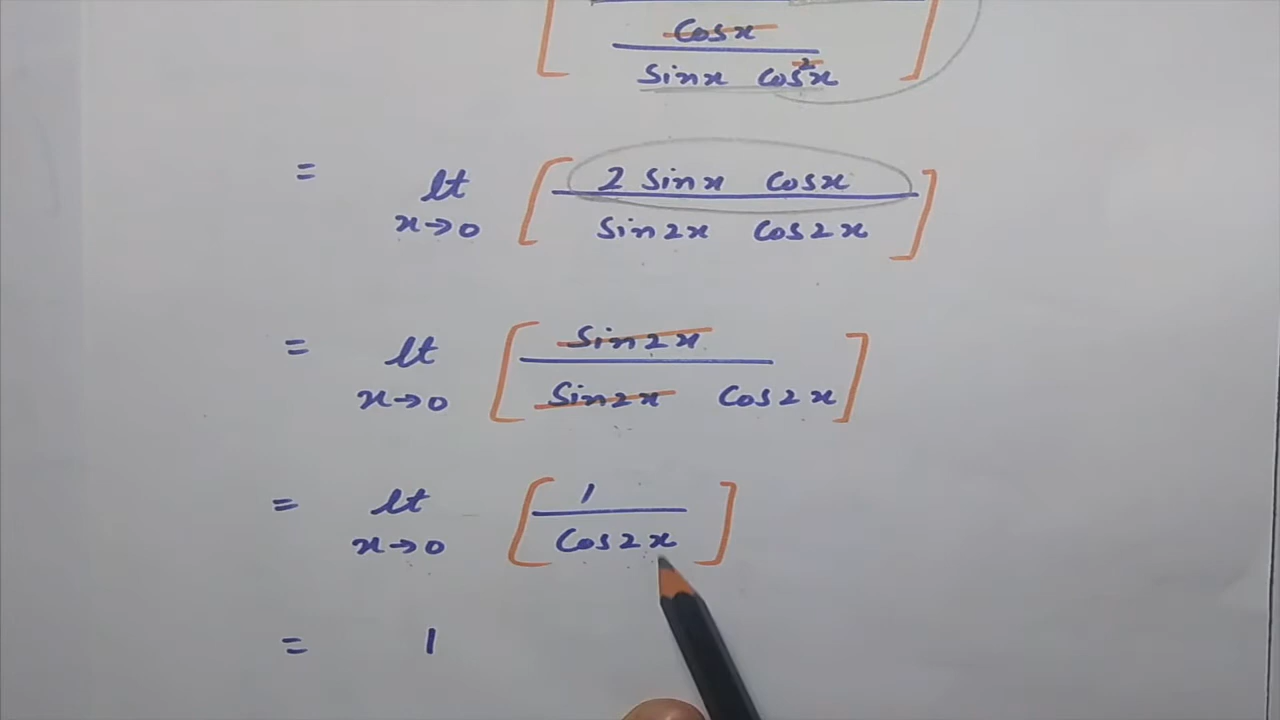 Cosx
Sinx Cos²x
= lt x→0 [ 2 Sinx Cosx / Sin2x Cos2x ]
= lt x→0 [ Sin2x / Sin2x Cos2x ]
= lt x→0 [ 1 / Cos2x ]
= 1